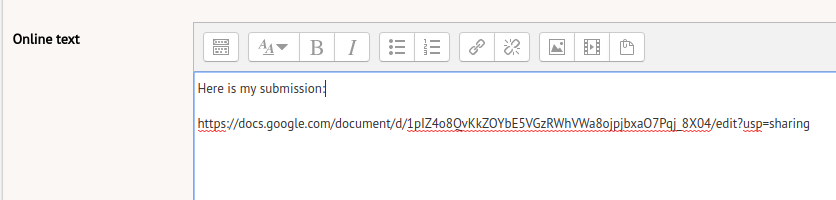 Online text
Here is my submission:
https://docs.google.com/document/d/1pIZ4o8QvKkZOYbE5VGzRWhVWa8ojpjbxaO7Pqj_8X04/edit?usp=sharing